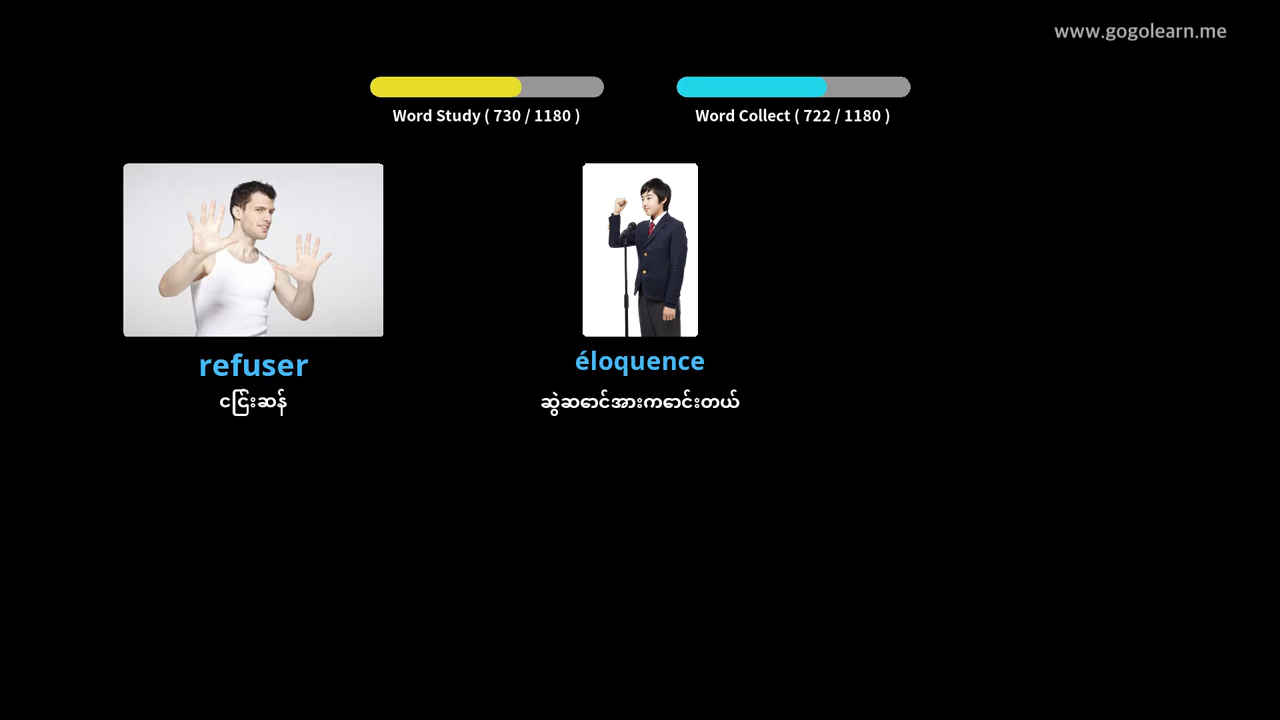 www.gogolearn.me
Word Study ( 730 / 1180 )
Word Collect ( 722 / 1180 )
refuser
ငြင်းဆန်
éloquence
ဆွဲဆောင်အားကောင်းတယ်